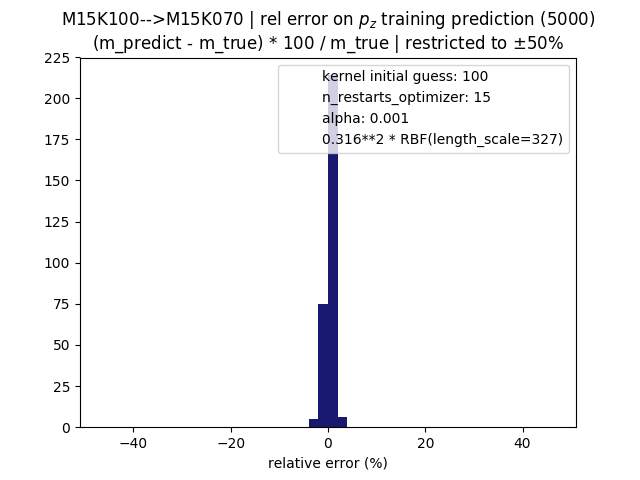 M15K100-->M15K070 | rel error on p_z training prediction (5000)
(m_predict - m_true) * 100 / m_true | restricted to ±50%
kernel initial guess: 100
n_restarts_optimizer: 15
alpha: 0.001
0.316**2 * RBF(length_scale=327)
225
200
175
150
125
100
75
50
25
0
−40 −20 0 20 40
relative error (%)